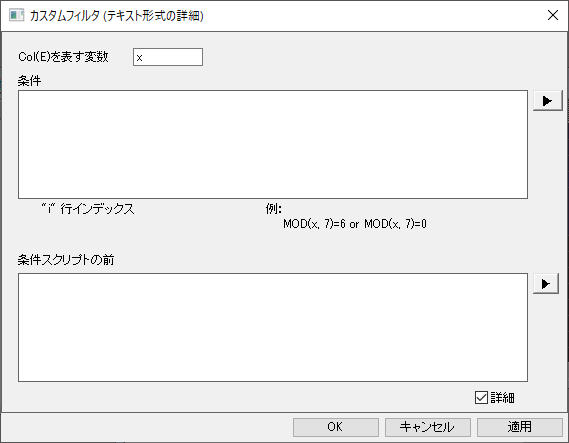 カスタムフィルタ (テキスト形式の詳細)
Col(E)を表す変数 x
条件
"i" 行インデックス 例:
MOD(x, 7)=6 or MOD(x, 7)=0
条件スクリプトの前
詳細
OK キャンセル 適用